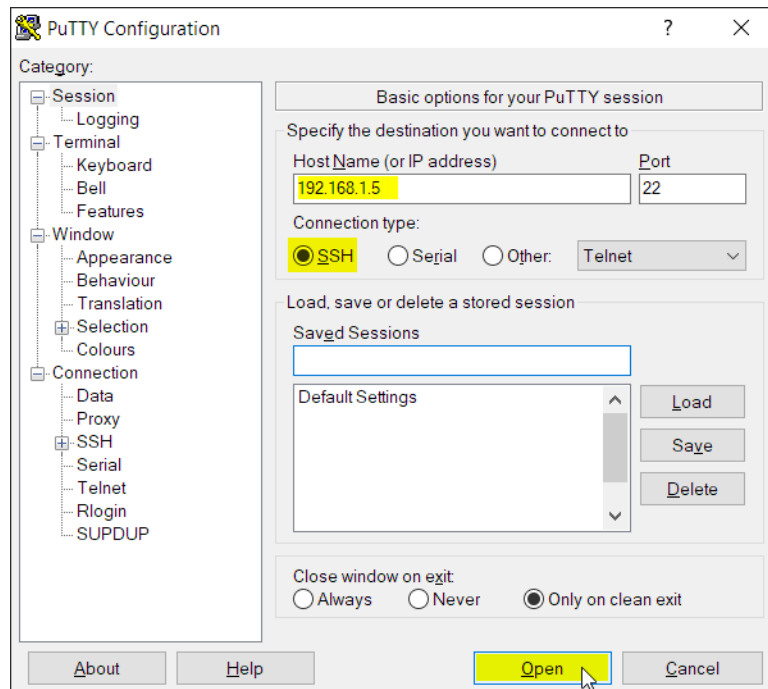 PuTTY Configuration
?
Category:
Session
Logging
Terminal
Keyboard
Bell
Features
Window
Appearance
Behaviour
Translation
Selection
Colours
Connection
Data
Proxy
SSH
Serial
Telnet
Rlogin
SUPDUP
Basic options for your PuTTY session
Specify the destination you want to connect to
Host Name (or IP address) Port
192.168.1.5 22
Connection type:
SSH Serial Other: Telnet
Load, save or delete a stored session
Saved Sessions
Default Settings
Load
Save
Delete
Close window on exit:
Always Never Only on clean exit
About Help Open Cancel